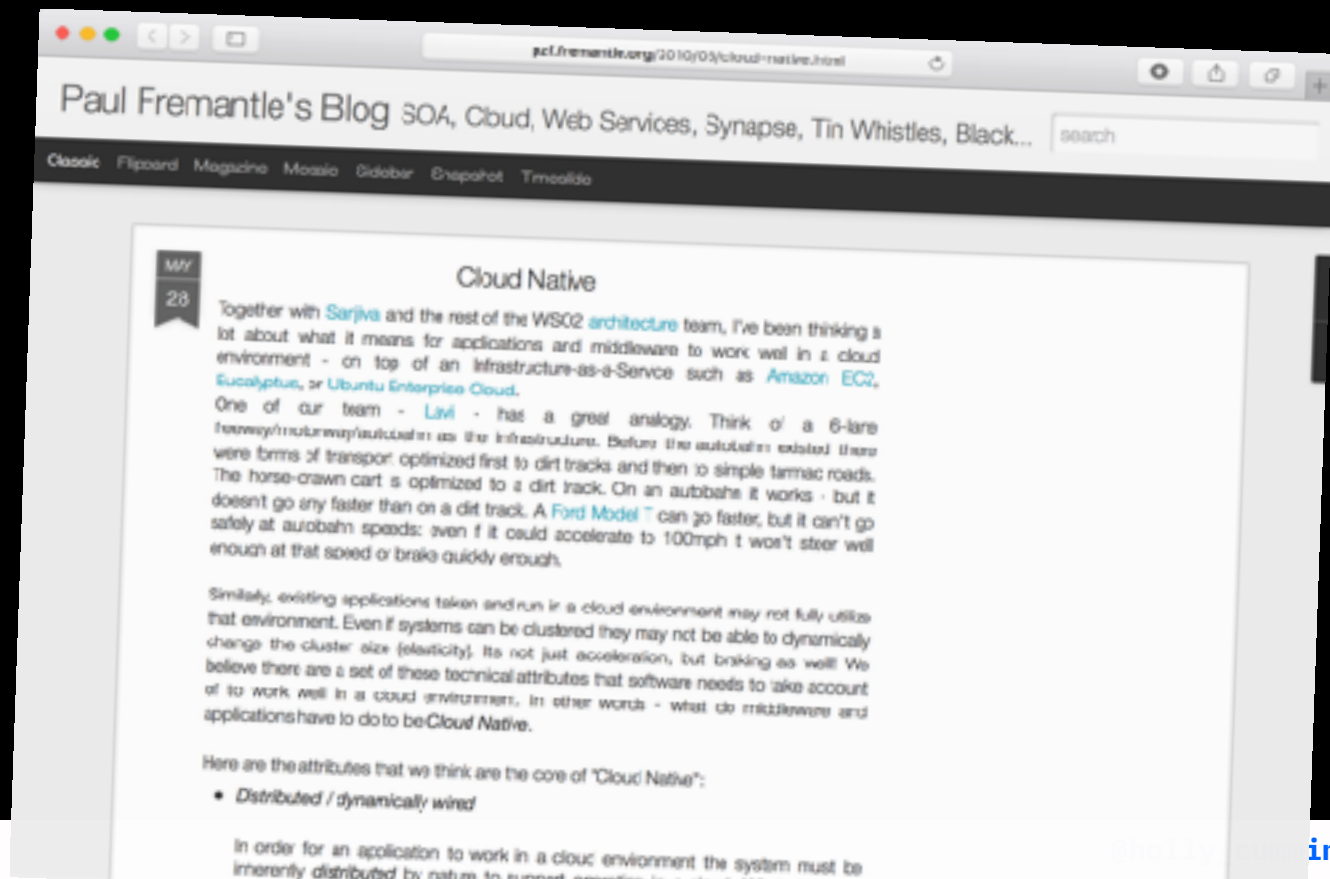 pzf.fremantle.org/2010/05/cloud-native.html
Paul Fremantle's Blog SOA, Cloud, Web Services, Synapse, Tin Whistles, Black...
search
Classic Flipcard Magazine Mosaic Sidebar Snapshot Timeslide
MAY
28
Cloud Native
Together with Sanjiva and the rest of the WSO2 architecture team, I've been thinking a
lot about what it means for applications and middleware to work well in a cloud
environment - on top of an Infrastructure-as-a-Service such as Amazon EC2,
Eucalyptus, or Ubuntu Enterprise Cloud.
One of our team - Lavi - has a great analogy. Think of a 6-lane
freeway/motorway/autobahn as the infrastructure. Before the autobahn existed there
were forms of transport optimized first to dirt tracks and then to simple tarmac roads.
The horse-drawn cart is optimized to a dirt track. On an autobahn it works - but it
doesn't go any faster than on a dirt track. A Ford Model T can go faster, but it can't go
safely at autobahn speeds: even if it could accelerate to 100mph it won't steer well
enough at that speed or brake quickly enough.
Similarly, existing applications taken and run in a cloud environment may not fully utilize
that environment. Even if systems can be clustered they may not be able to dynamically
change the cluster size (elasticity). Its not just acceleration, but braking as well! We
believe there are a set of these technical attributes that software needs to take account
of to work well in a cloud environment. In other words - what do middleware and
applications have to do to be Cloud Native.
Here are the attributes that we think are the core of "Cloud Native":
• Distributed / dynamically wired
In order for an application to work in a cloud environment the system must be
inherently distributed by nature to support
@holly_cummin